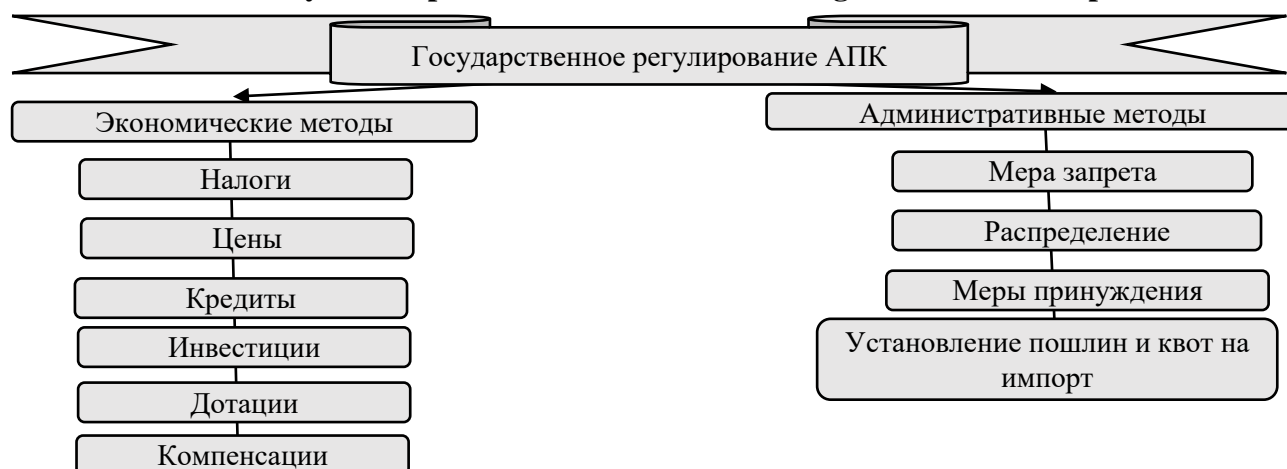 Государственное регулирование АПК
Экономические методы
Налоги
Цены
Кредиты
Инвестиции
Дотации
Компенсации
Административные методы
Мера запрета
Распределение
Меры принуждения
Установление пошлин и квот на
импорт